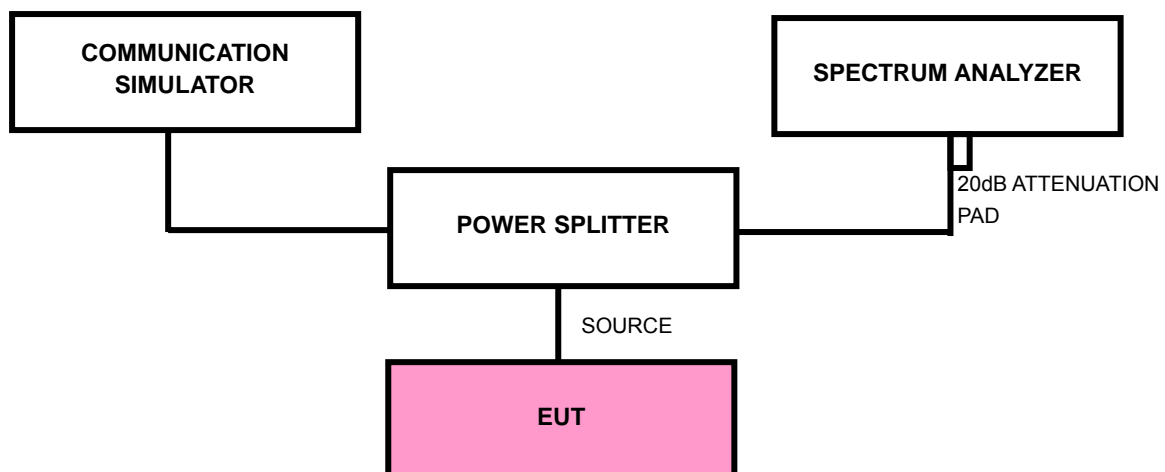 COMMUNICATION
SIMULATOR
SPECTRUM ANALYZER
20dB ATTENUATION
PAD
POWER SPLITTER
SOURCE
EUT